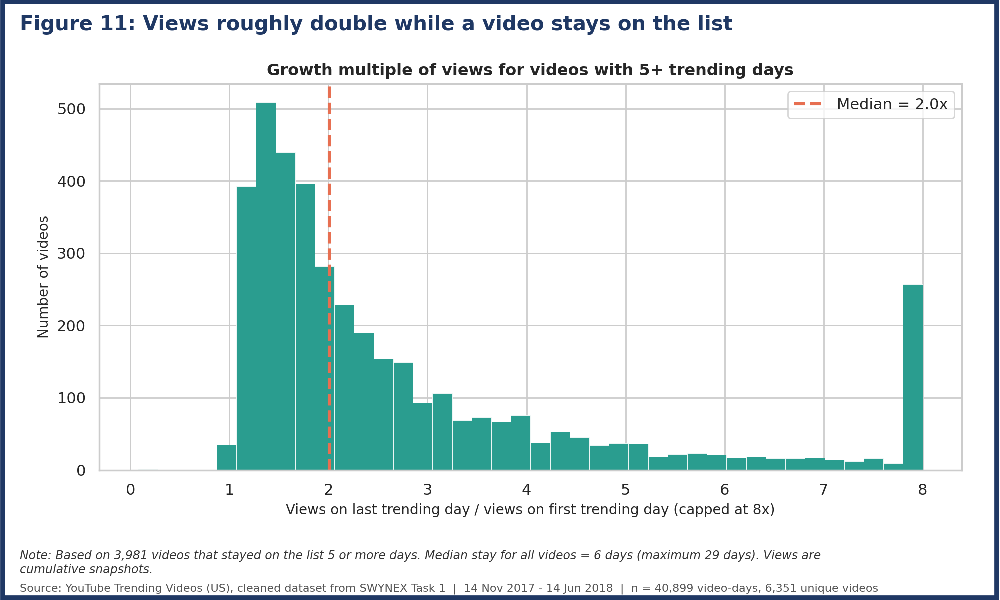 Figure 11: Views roughly double while a video stays on the list
Growth multiple of views for videos with 5+ trending days
Median = 2.0x
Number of videos
500
400
300
200
100
0
0 1 2 3 4 5 6 7 8
Views on last trending day / views on first trending day (capped at 8x)
Note: Based on 3,981 videos that stayed on the list 5 or more days. Median stay for all videos = 6 days (maximum 29 days). Views are
cumulative snapshots.
Source: YouTube Trending Videos (US), cleaned dataset from SWYNEX Task 1 | 14 Nov 2017 - 14 Jun 2018 | n = 40,899 video-days, 6,351 unique videos